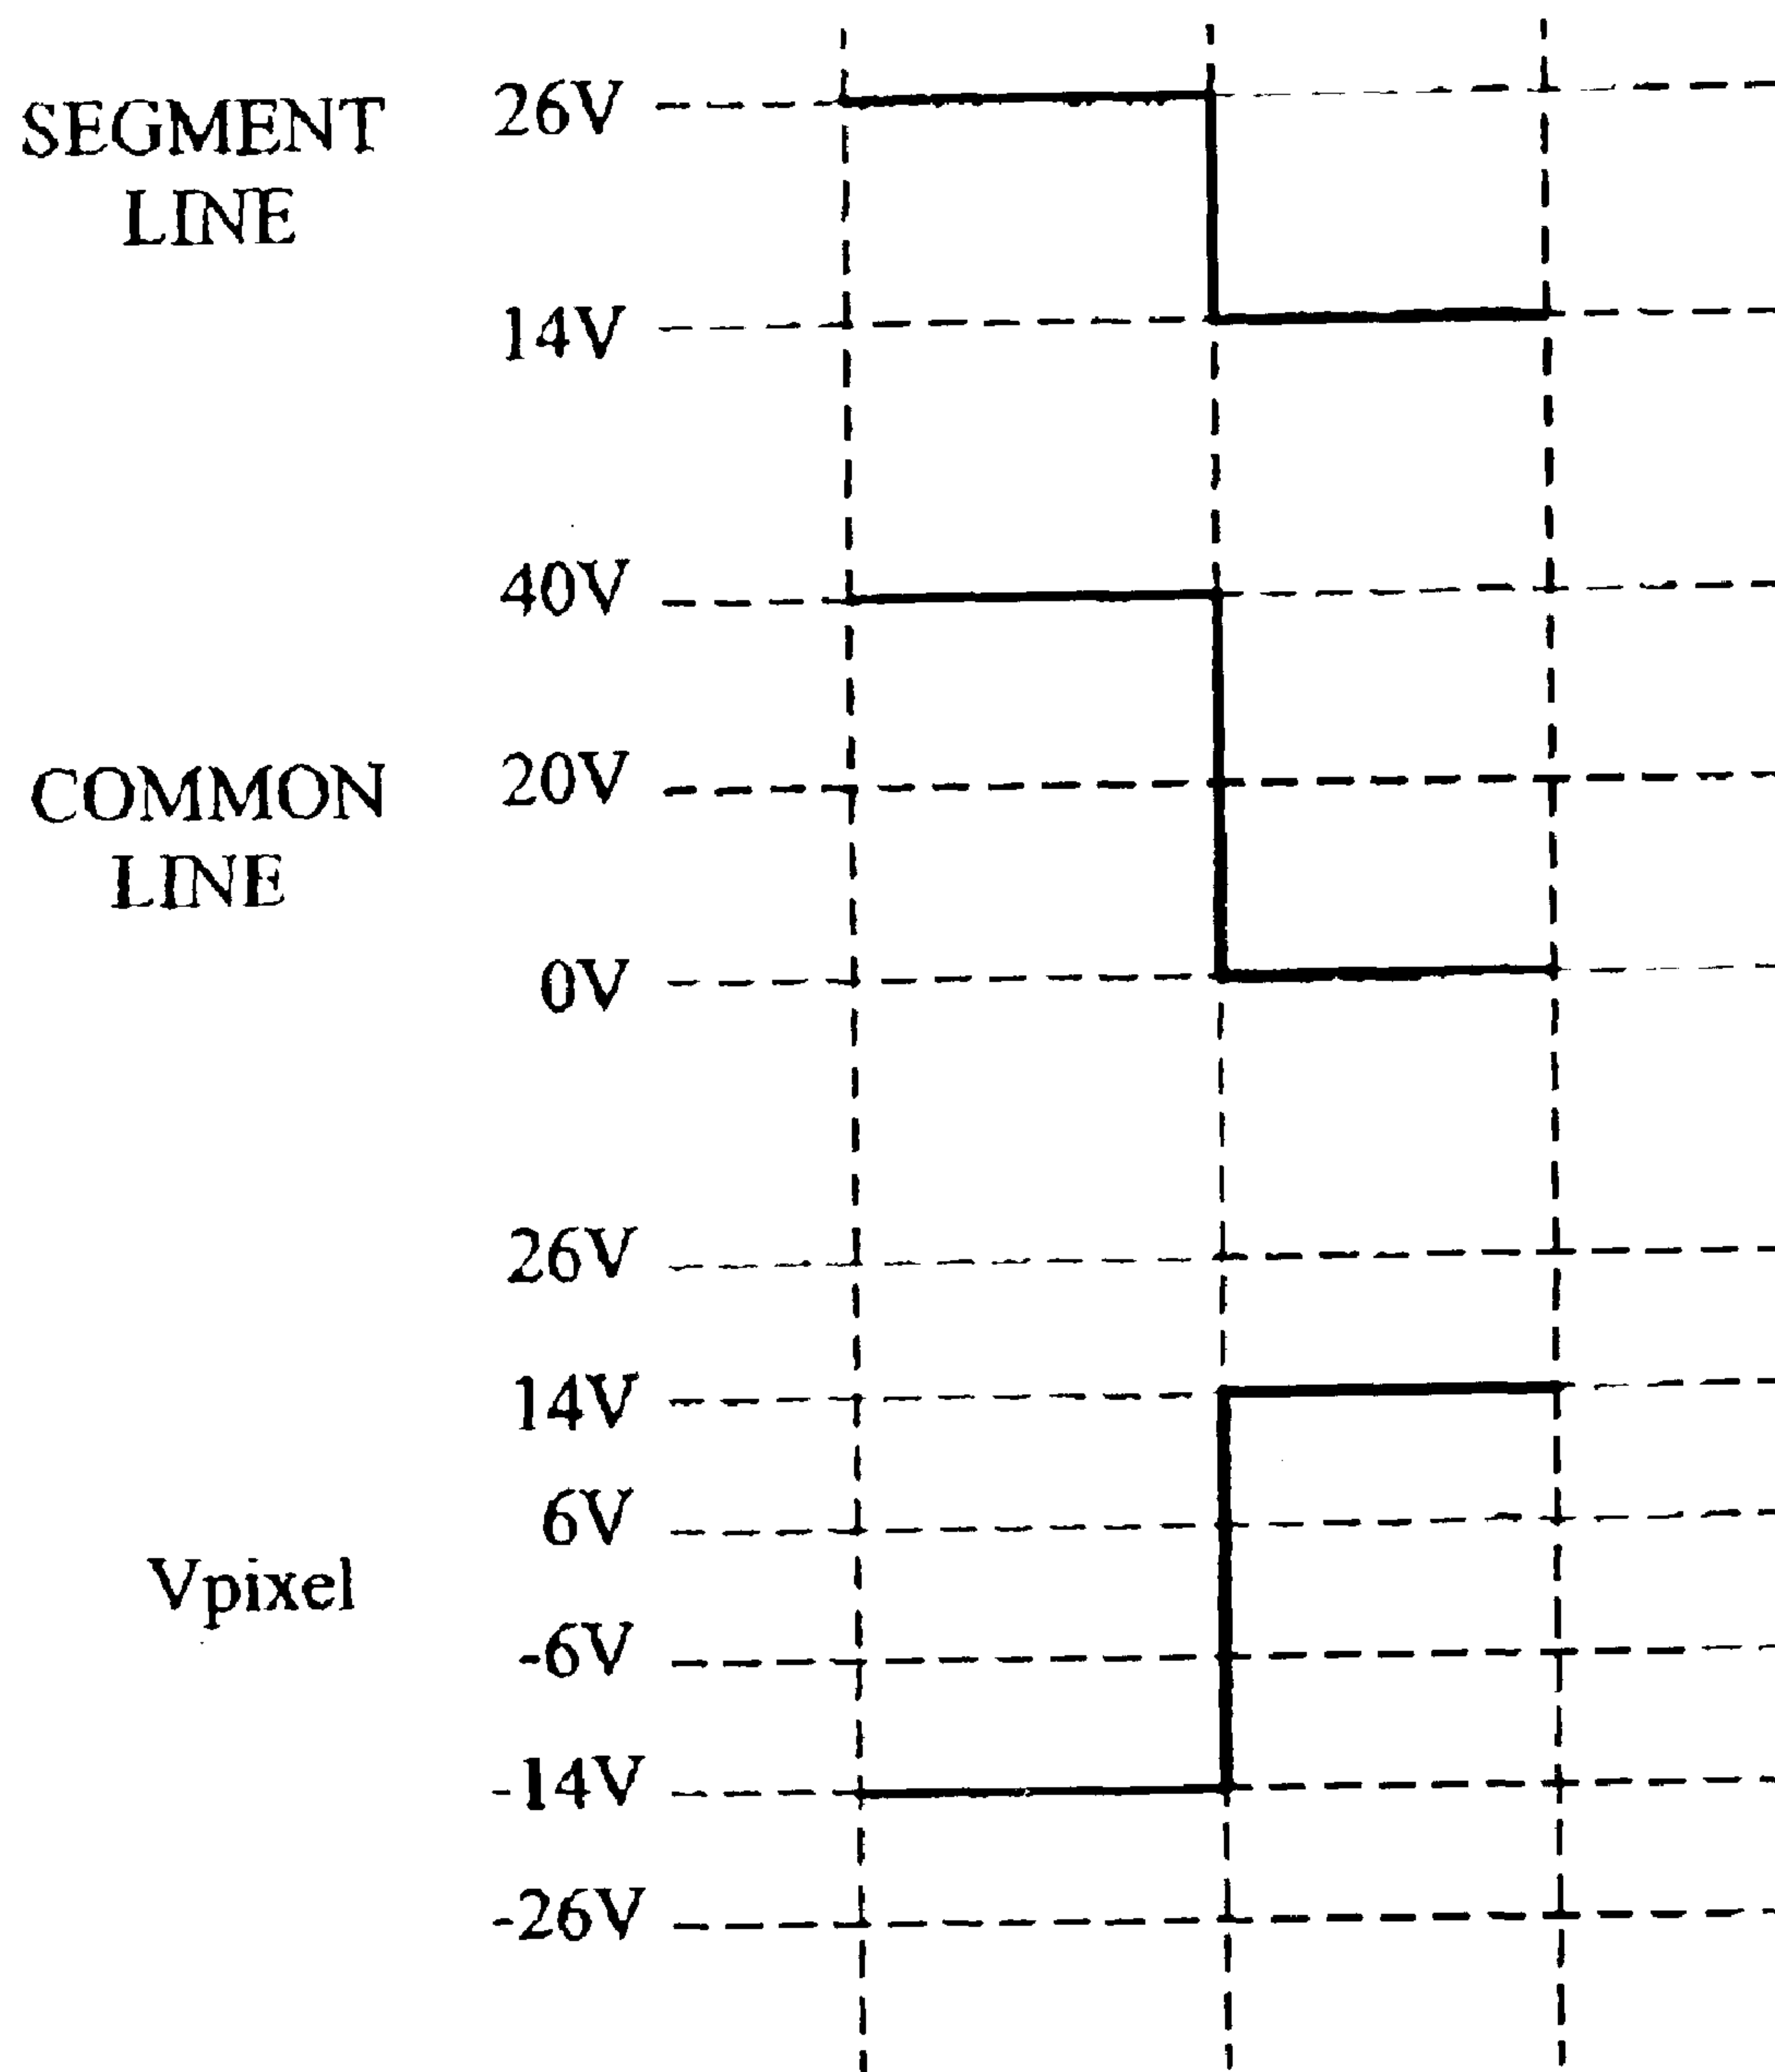 SEGMENT
LINE
26V
14V
COMMON
LINE
40V
20V
0V
Vpixel
26V
14V
6V
-6V
-14V
-26V